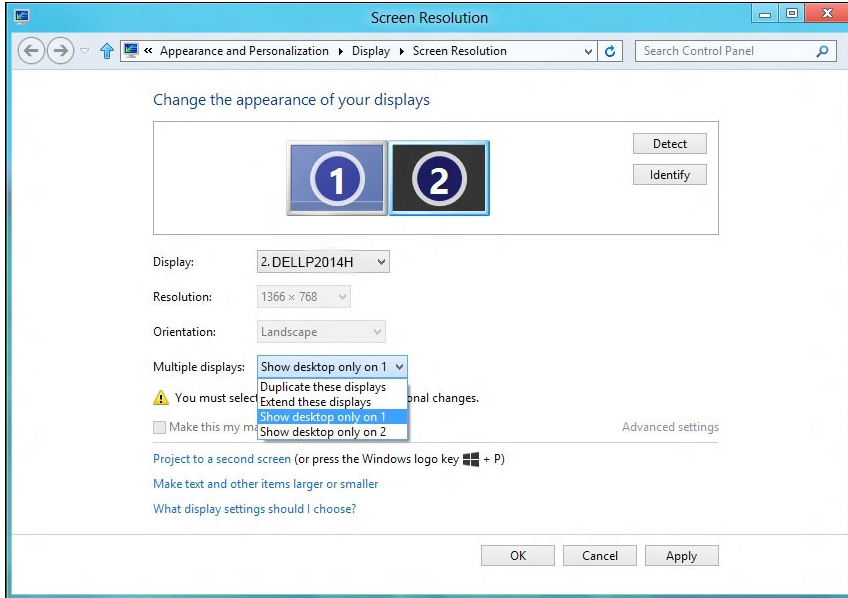 Screen Resolution
« Appearance and Personalization Display Screen Resolution Search Control Panel
Change the appearance of your displays
1 2
Detect
Identify
Display: 2. DELLP2014H
Resolution: 1366 × 768
Orientation: Landscape
Multiple displays: Show desktop only on 1
Duplicate these displays
You must select onal changes.
Extend these displays
Show desktop only on 1
Make this my ma Advanced settings
Show desktop only on 2
Project to a second screen (or press the Windows logo key + P)
Make text and other items larger or smaller
What display settings should I choose?
OK Cancel Apply